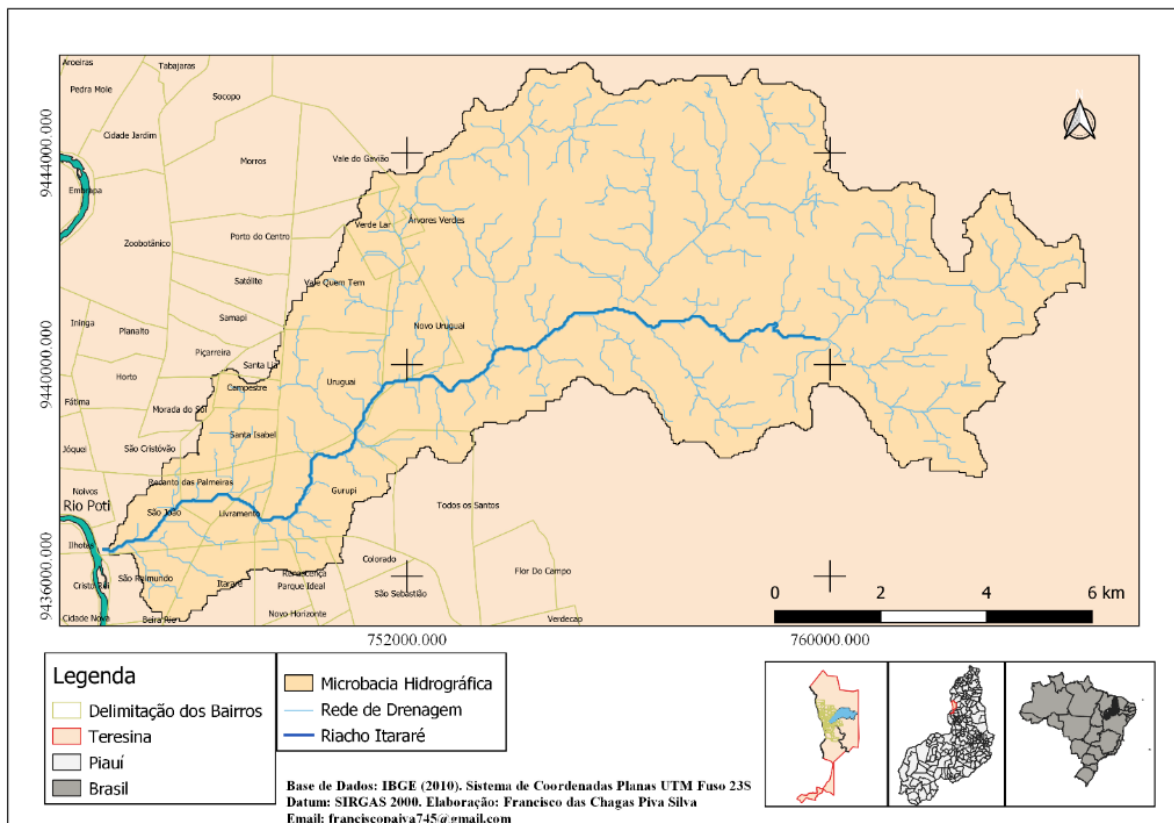 Aroeiras
Tabajaras
Pedra Mole
Socopo
N
Cidade Jardim
Morros
Vale do Gavião
9444000.000
Embrapa
Verde Lar
Árvores Verdes
Zoobotânico
Porto do Centro
Satélite
Vale Quem Tem
Ininga
Planalto
Samapi
Novo Uruguai
Piçarreira
Santa Lia
9440000.000
Horto
Campestre
Uruguai
Fátima
Morada do Sol
Santa Isabel
Jóquei
São Cristóvão
Noivos
Recanto das Palmeiras
Gurupi
Rio Poti
São João
Livramento
Todos os Santos
Ilhotas
Colorado
Flor Do Campo
Cristo Rei
São Raimundo
Itararé
Renascença
Parque Ideal
São Sebastião
9436000.000
Cidade Nova
Beira Rio
Novo Horizonte
Verdecap
0 2 4 6 km
752000.000 760000.000
Legenda
Delimitação dos Bairros
Teresina
Piauí
Brasil
Microbacia Hidrográfica
Rede de Drenagem
Riacho Itararé
Base de Dados: IBGE (2010). Sistema de Coordenadas Planas UTM Fuso 23S
Datum: SIRGAS 2000. Elaboração: Francisco das Chagas Piva Silva
Email: franciscopaiva745@gmail.com